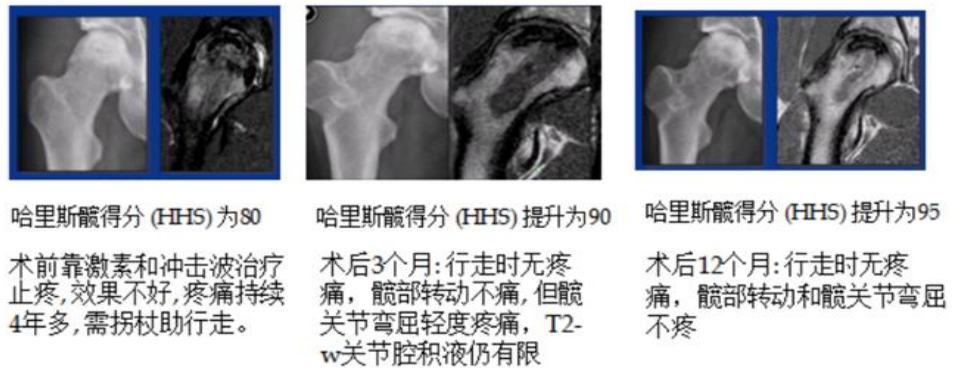 哈里斯髋得分 (HHS) 为80
术前靠激素和冲击波治疗
止疼,效果不好,疼痛持续
4年多,需拐杖助行走。
哈里斯髋得分 (HHS) 提升为90
术后3个月:行走时无疼
痛，髋部转动不痛,但髋
关节弯屈轻度疼痛，T2-
w关节腔积液仍有限
哈里斯髋得分 (HHS) 提升为95
术后12个月:行走时无疼
痛，髋部转动和髋关节弯屈
不疼